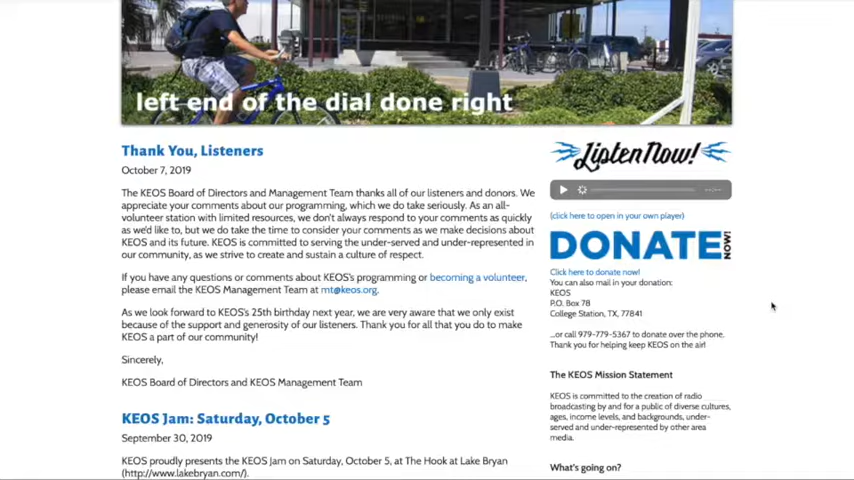 left end of the dial done right
Thank You, Listeners
October 7, 2019
The KEOS Board of Directors and Management Team thanks all of our listeners and donors. We
appreciate your comments about our programming, which we do take seriously. As an all-
volunteer station with limited resources, we don't always respond to your comments as quickly
as we'd like to, but we do take the time to consider your comments as we make decisions about
KEOS and its future. KEOS is committed to serving the under-served and under-represented in
our community, as we strive to create and sustain a culture of respect.
If you have any questions or comments about KEOS's programming or becoming a volunteer,
please email the KEOS Management Team at mt@keos.org.
As we look forward to KEOS's 25th birthday next year, we are very aware that we only exist
because of the support and generosity of our listeners. Thank you for all that you do to make
KEOS a part of our community!
Sincerely,
KEOS Board of Directors and KEOS Management Team
KEOS Jam: Saturday, October 5
September 30, 2019
KEOS proudly presents the KEOS Jam on Saturday, October 5, at The Hook at Lake Bryan
(http://www.lakebryan.com/).
Listen Now!
--:--
(click here to open in your own player)
DONATE NOW!
Click here to donate now!
You can also mail in your donation:
KEOS
P.O. Box 78
College Station, TX, 77841
...or call 979-779-5367 to donate over the phone.
Thank you for helping keep KEOS on the air!
The KEOS Mission Statement
KEOS is committed to the creation of radio
broadcasting by and for a public of diverse cultures,
ages, income levels, and backgrounds, under-
served and under-represented by other area
media.
What's going on?